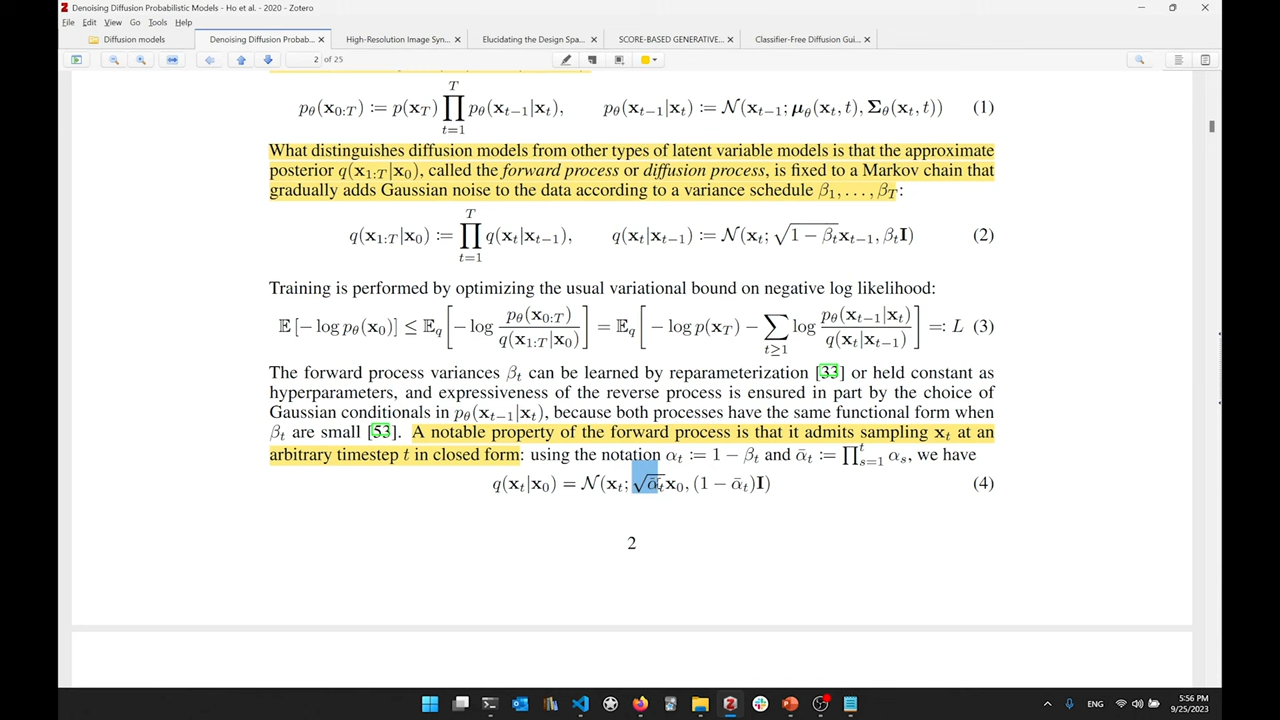 Denoising Diffusion Probabilistic Models - Ho et al. - 2020 - Zotero
File Edit View Go Tools Help
Diffusion models
Denoising Diffusion Probab...
High-Resolution Image Syn...
Elucidating the Design Spa...
SCORE-BASED GENERATIVE...
Classifier-Free Diffusion Gui...
2 of 25
pθ(x0:T) := p(xT) ∏_{t=1}^{T} pθ(xt−1|xt), pθ(xt−1|xt) := N(xt−1; μθ(xt, t), Σθ(xt, t)) (1)
What distinguishes diffusion models from other types of latent variable models is that the approximate
posterior q(x1:T|x0), called the forward process or diffusion process, is fixed to a Markov chain that
gradually adds Gaussian noise to the data according to a variance schedule β1, . . . , βT:
q(x1:T|x0) := ∏_{t=1}^{T} q(xt|xt−1), q(xt|xt−1) := N(xt; √(1 − βt)xt−1, βtI) (2)
Training is performed by optimizing the usual variational bound on negative log likelihood:
E [− log pθ(x0)] ≤ Eq [− log pθ(x0:T) / q(x1:T|x0)] = Eq [− log p(xT) − ∑_{t≥1} log pθ(xt−1|xt) / q(xt|xt−1)] =: L (3)
The forward process variances βt can be learned by reparameterization [33] or held constant as
hyperparameters, and expressiveness of the reverse process is ensured in part by the choice of
Gaussian conditionals in pθ(xt−1|xt), because both processes have the same functional form when
βt are small [53]. A notable property of the forward process is that it admits sampling xt at an
arbitrary timestep t in closed form: using the notation αt := 1 − βt and ᾱt := ∏_{s=1}^{t} αs, we have
q(xt|x0) = N(xt; √ᾱt x0, (1 − ᾱt)I) (4)
2
ENG
5:56 PM
9/25/2023